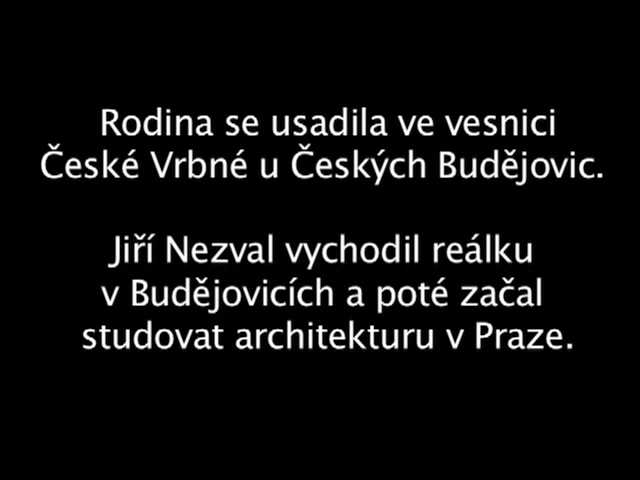 Rodina se usadila ve vesnici
České Vrbné u Českých Budějovic.
Jiří Nezval vychodil reálku
v Budějovicích a poté začal
studovat architekturu v Praze.